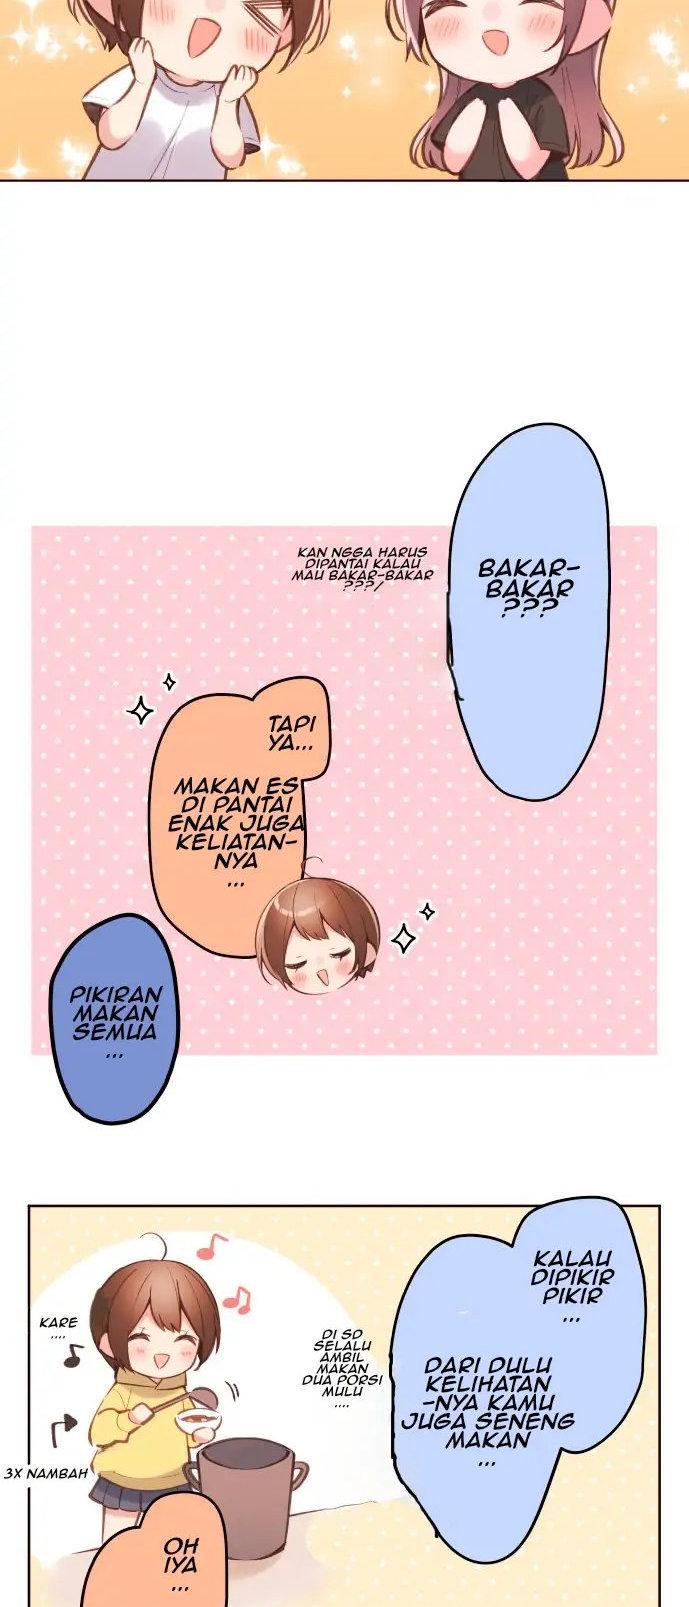 BAKAR-
BAKAR
???
KAN NGGA HARUS
DIPANTAI KALAU
MAU BAKAR-BAKAR
???/
TAPI
YA...
MAKAN ES
DI PANTAI
ENAK JUGA
KELIATAN-
NYA
...
PIKIRAN
MAKAN
SEMUA
...
KALAU
DIPIKIR
PIKIR
...
DARI DULU
KELIHATAN
-NYA KAMU
JUGA SENENG
MAKAN
...
DI SD
SELALU
AMBIL
MAKAN
DUA PORSI
MULU
....
KARE
....
3X NAMBAH
OH
IYA
...